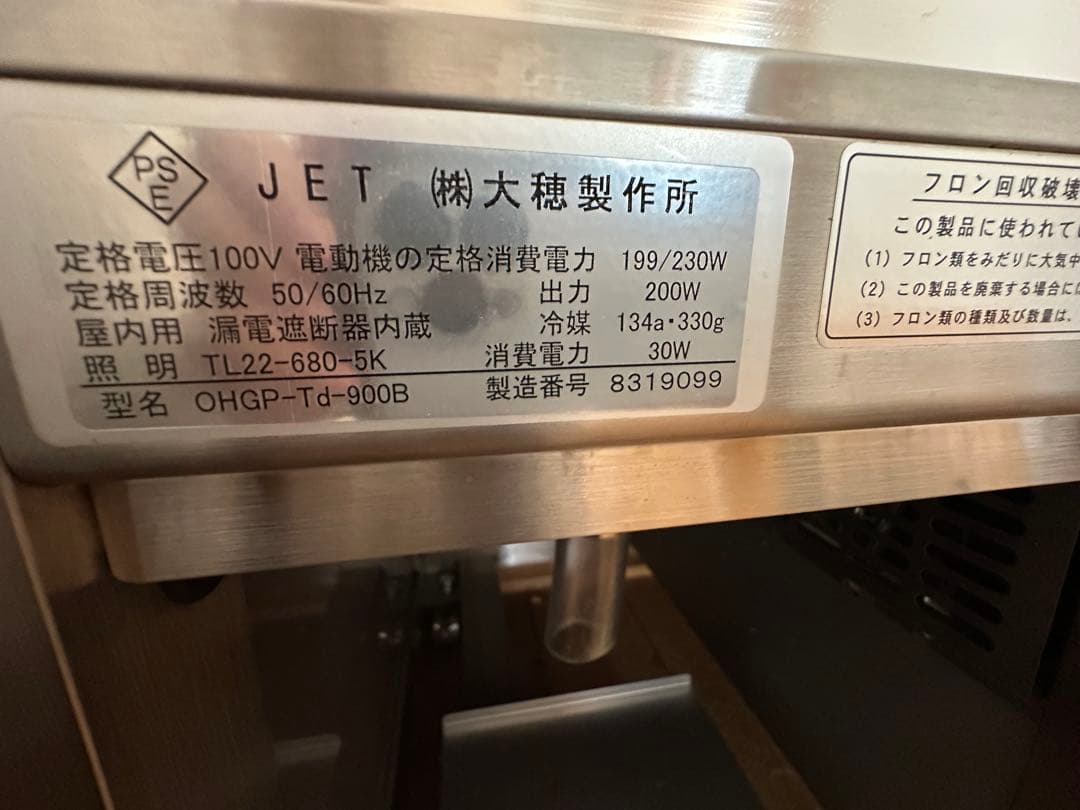 PSE JET ㈱大穂製作所
定格電圧100V 電動機の定格消費電力 199/230W
定格周波数 50/60Hz 出力 200W
屋内用 漏電遮断器内蔵 冷媒 134a・330g
照明 TL22-680-5K 消費電力 30W
型名 OHGP-Td-900B 製造番号 8319099
フロン回収破壊
この製品に使われて
(1) フロン類をみだりに大気中
(2) この製品を廃棄する場合に
(3) フロン類の種類及び数量は、